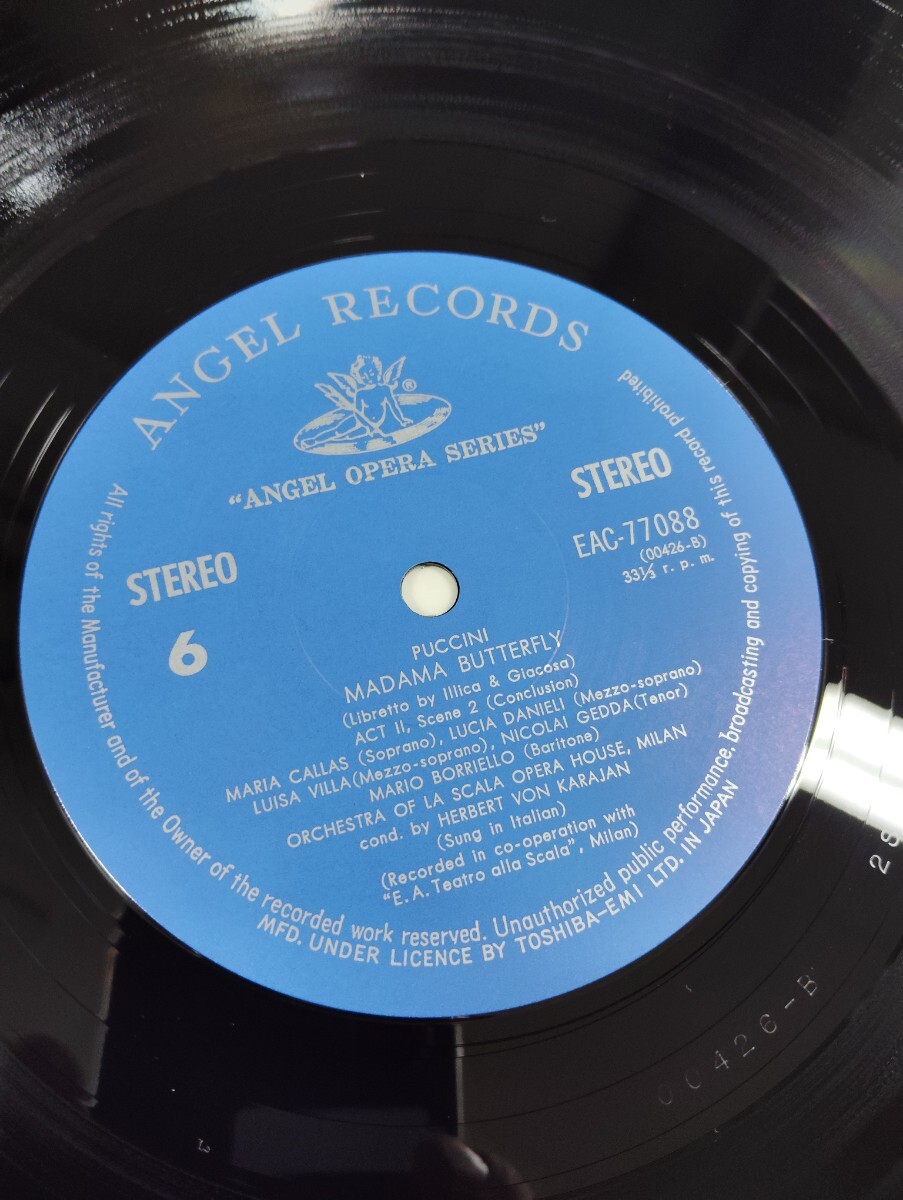 ANGEL RECORDS
®
"ANGEL OPERA SERIES"
STEREO
6
STEREO
EAC-77088
(00426-B)
33⅓ r. p. m.
PUCCINI
MADAMA BUTTERFLY
(Libretto by Illica & Giacosa)
ACT II, Scene 2 (Conclusion)
MARIA CALLAS (Soprano), LUCIA DANIELI (Mezzo-soprano)
LUISA VILLA(Mezzo-soprano), NICOLAI GEDDA(Tenor)
MARIO BORRIELLO (Baritone)
ORCHESTRA OF LA SCALA OPERA HOUSE, MILAN
cond. by HERBERT VON KARAJAN
(Sung in Italian)
(Recorded in co-operation with
"E. A. Teatro alla Scala", Milan)
All rights of the Manufacturer and of the Owner of the recorded work reserved. Unauthorized public performance, broadcasting and copying of this record prohibited
MFD. UNDER LICENCE BY TOSHIBA-EMI LTD. IN JAPAN
00426-B